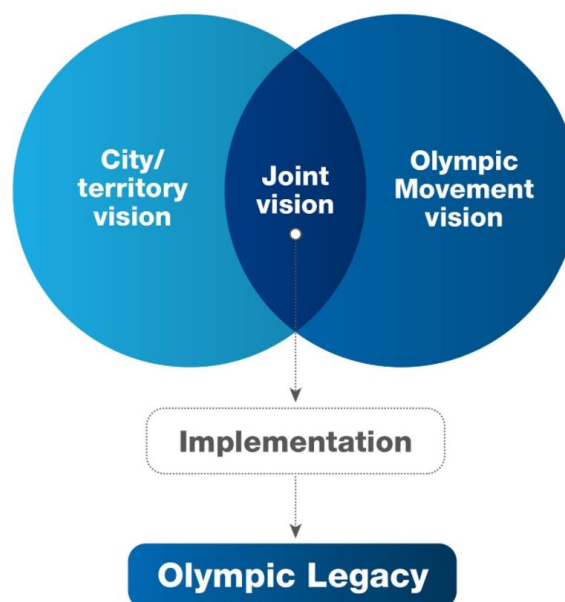 City/
territory
vision
Joint
vision
Olympic
Movement
vision
Implementation
Olympic Legacy